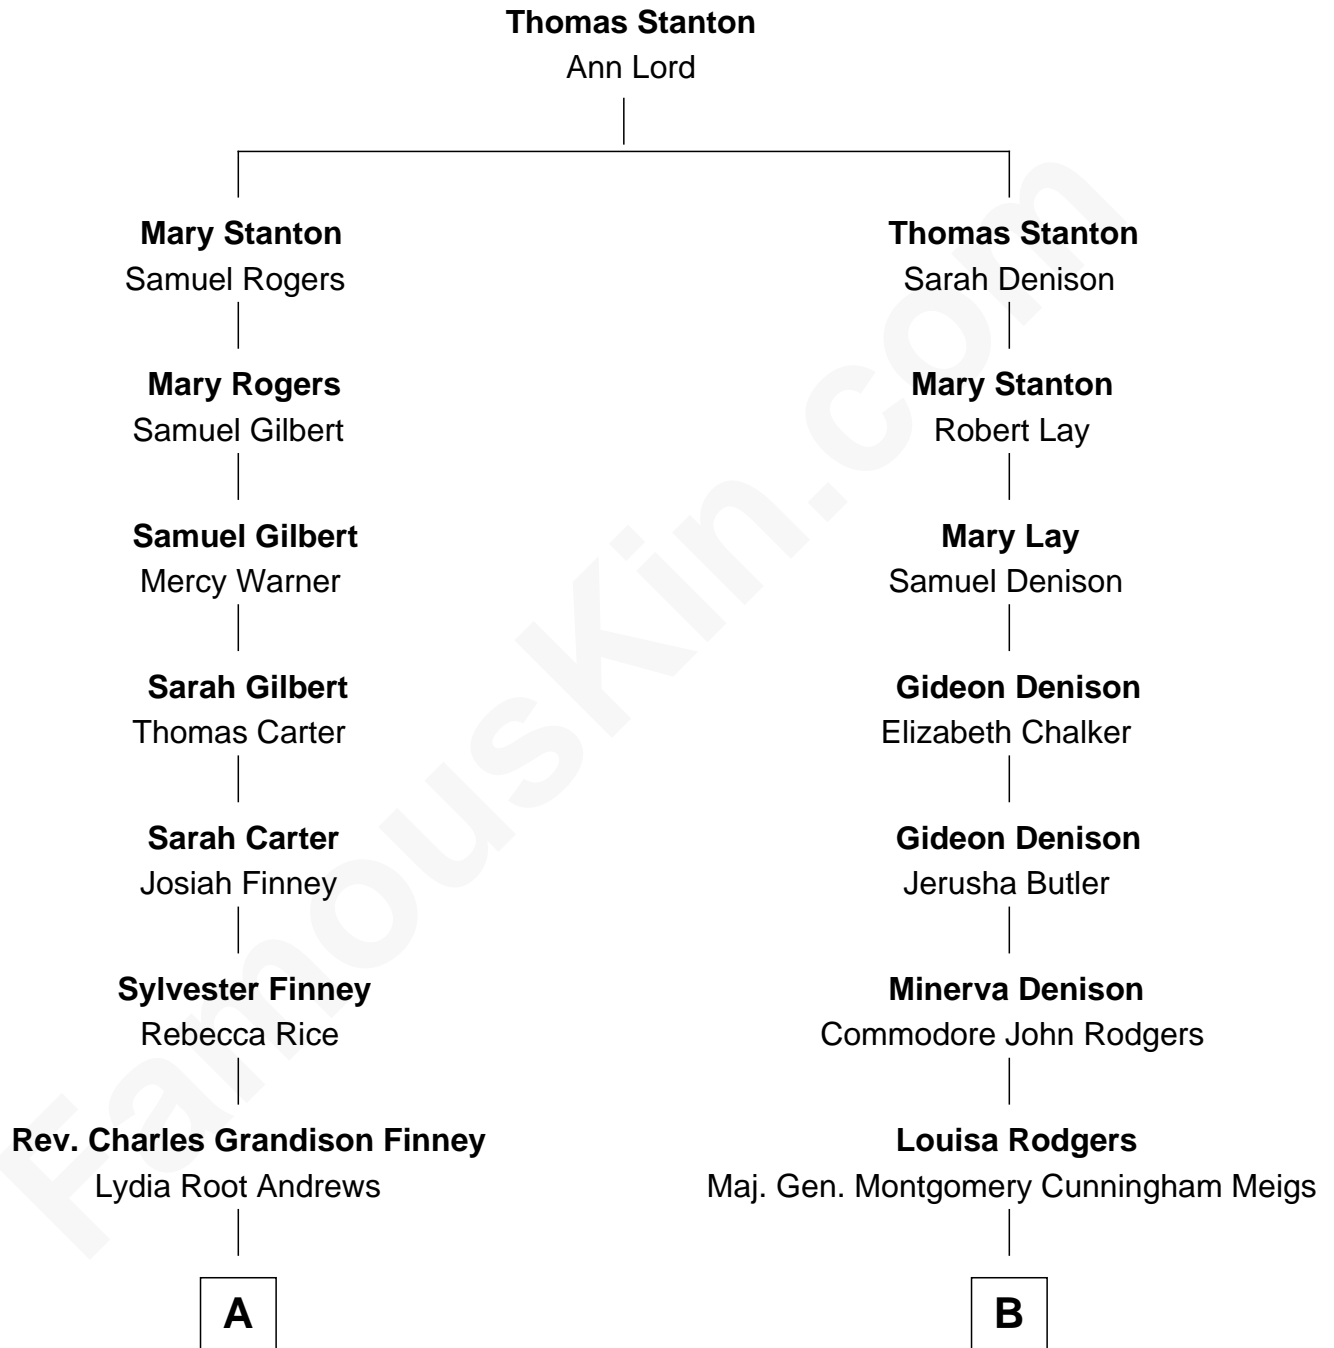 Thomas Stanton
Ann Lord
Mary Stanton
Samuel Rogers
Thomas Stanton
Sarah Denison
Mary Rogers
Samuel Gilbert
Mary Stanton
Robert Lay
Samuel Gilbert
Mercy Warner
Mary Lay
Samuel Denison
Sarah Gilbert
Thomas Carter
Gideon Denison
Elizabeth Chalker
Sarah Carter
Josiah Finney
Gideon Denison
Jerusha Butler
Sylvester Finney
Rebecca Rice
Minerva Denison
Commodore John Rodgers
Rev. Charles Grandison Finney
Lydia Root Andrews
Louisa Rodgers
Maj. Gen. Montgomery Cunningham Meigs
A
B
FamousKin.com